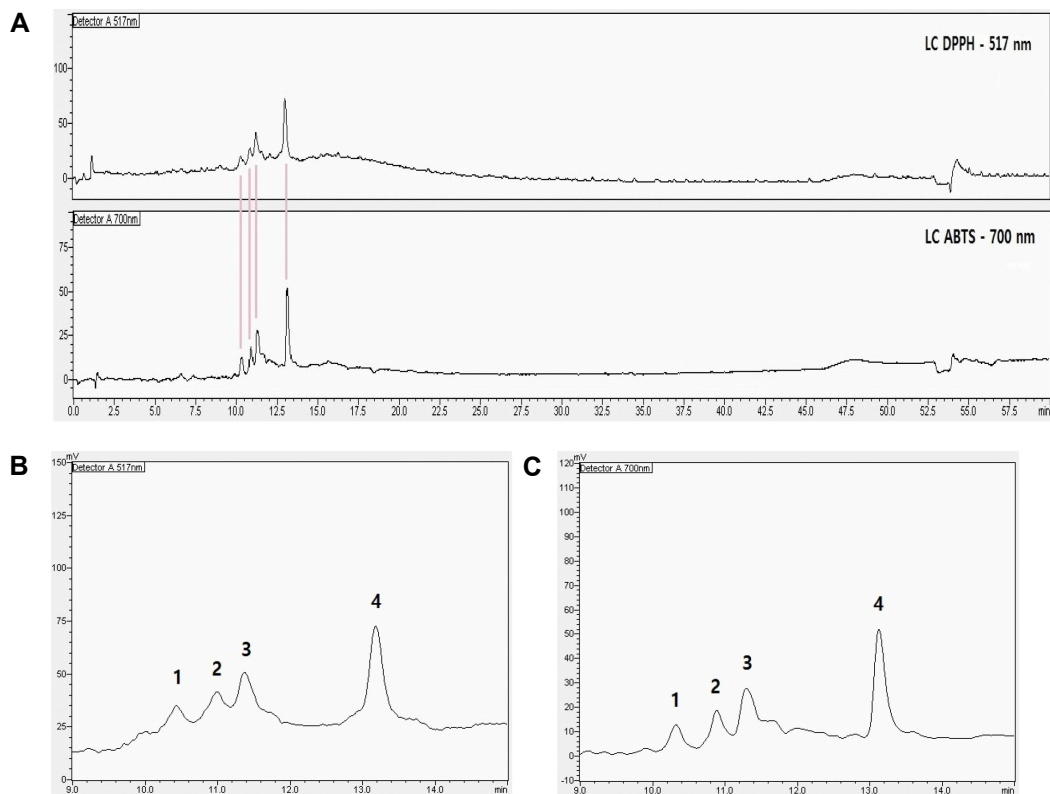 A
Detector A 517nm
LC DPPH - 517 nm
100
50
0
Detector A 700nm
LC ABTS - 700 nm
75
50
25
0
0.0 2.5 5.0 7.5 10.0 12.5 15.0 17.5 20.0 22.5 25.0 27.5 30.0 32.5 35.0 37.5 40.0 42.5 45.0 47.5 50.0 52.5 55.0 57.5 min
B
mV
150
Detector A 517nm
125
100
75
50
25
0
1 2 3 4
9.0 10.0 11.0 12.0 13.0 14.0 min
C
mV
120
Detector A 700nm
110
100
90
80
70
60
50
40
30
20
10
0
-10
1 2 3 4
9.0 10.0 11.0 12.0 13.0 14.0 min